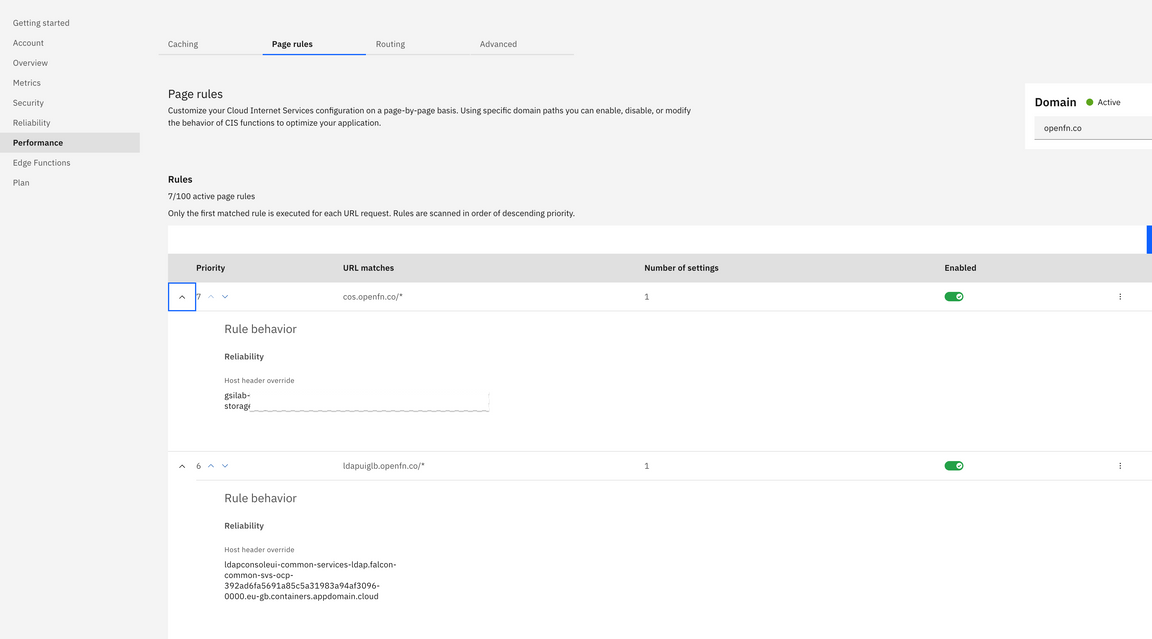 Getting started
Account
Overview
Metrics
Security
Reliability
Performance
Edge Functions
Plan
Caching
Page rules
Routing
Advanced
Page rules
Customize your Cloud Internet Services configuration on a page-by-page basis. Using specific domain paths you can enable, disable, or modify
the behavior of CIS functions to optimize your application.
Domain
Active
openfn.co
Rules
7/100 active page rules
Only the first matched rule is executed for each URL request. Rules are scanned in order of descending priority.
Priority URL matches Number of settings Enabled
7 cos.openfn.co/* 1
Rule behavior
Reliability
Host header override
gsilab-
storage
6 ldapuiglb.openfn.co/* 1
Rule behavior
Reliability
Host header override
ldapconsoleui-common-services-ldap.falcon-
common-svs-ocp-
392ad6fa5691a85c5a31983a94af3096-
0000.eu-gb.containers.appdomain.cloud